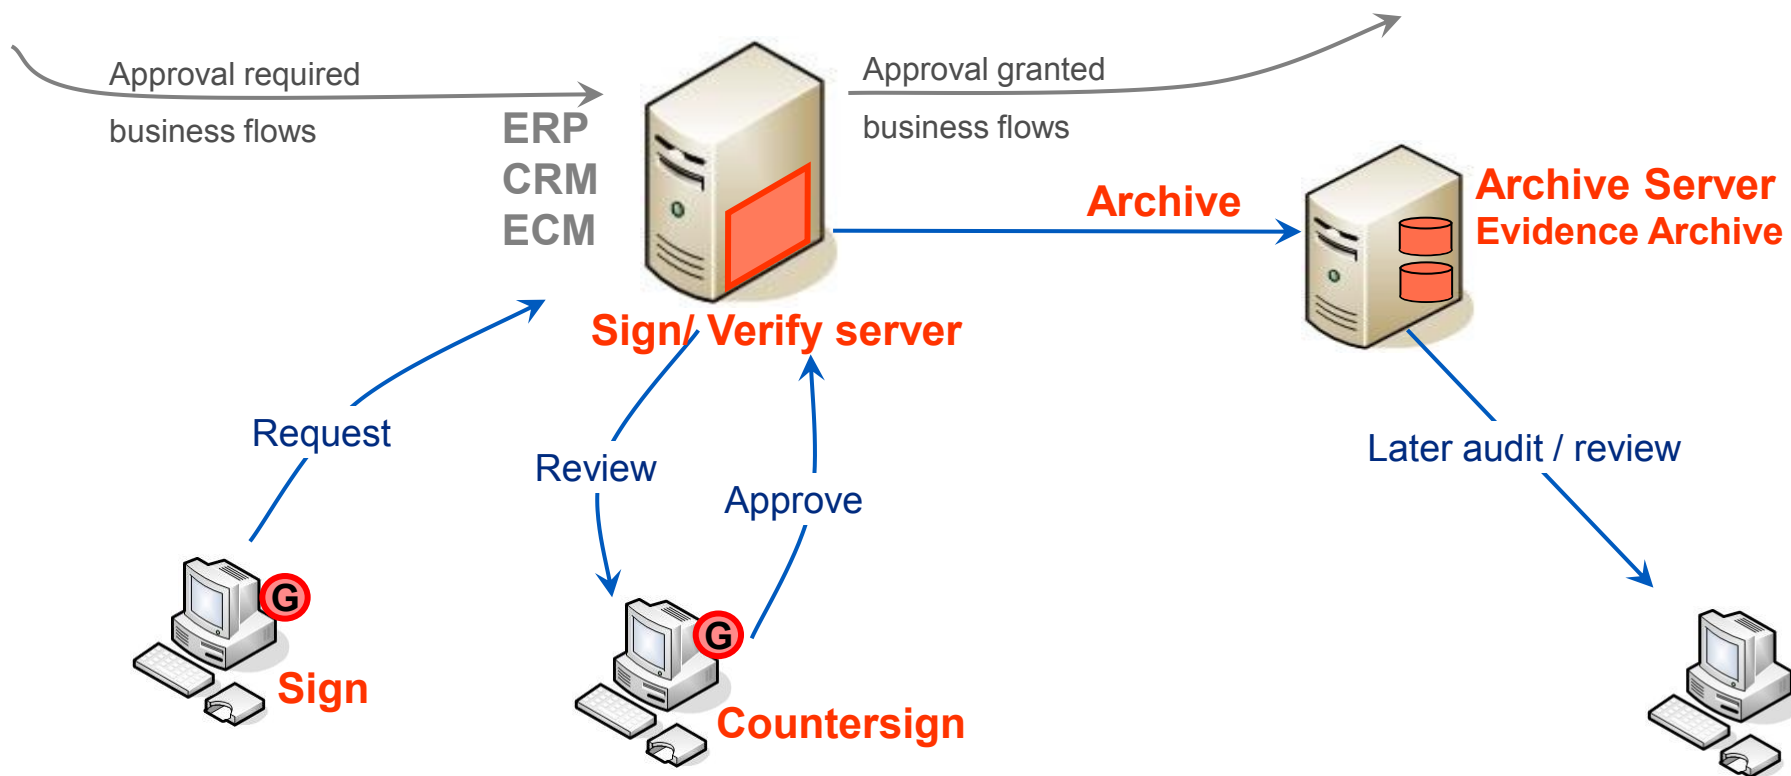 Approval required
business flows
ERP
CRM
ECM
Approval granted
business flows
Archive
Archive Server
Evidence Archive
Sign/ Verify server
Request
Review
Approve
Later audit / review
G
Sign
G
Countersign